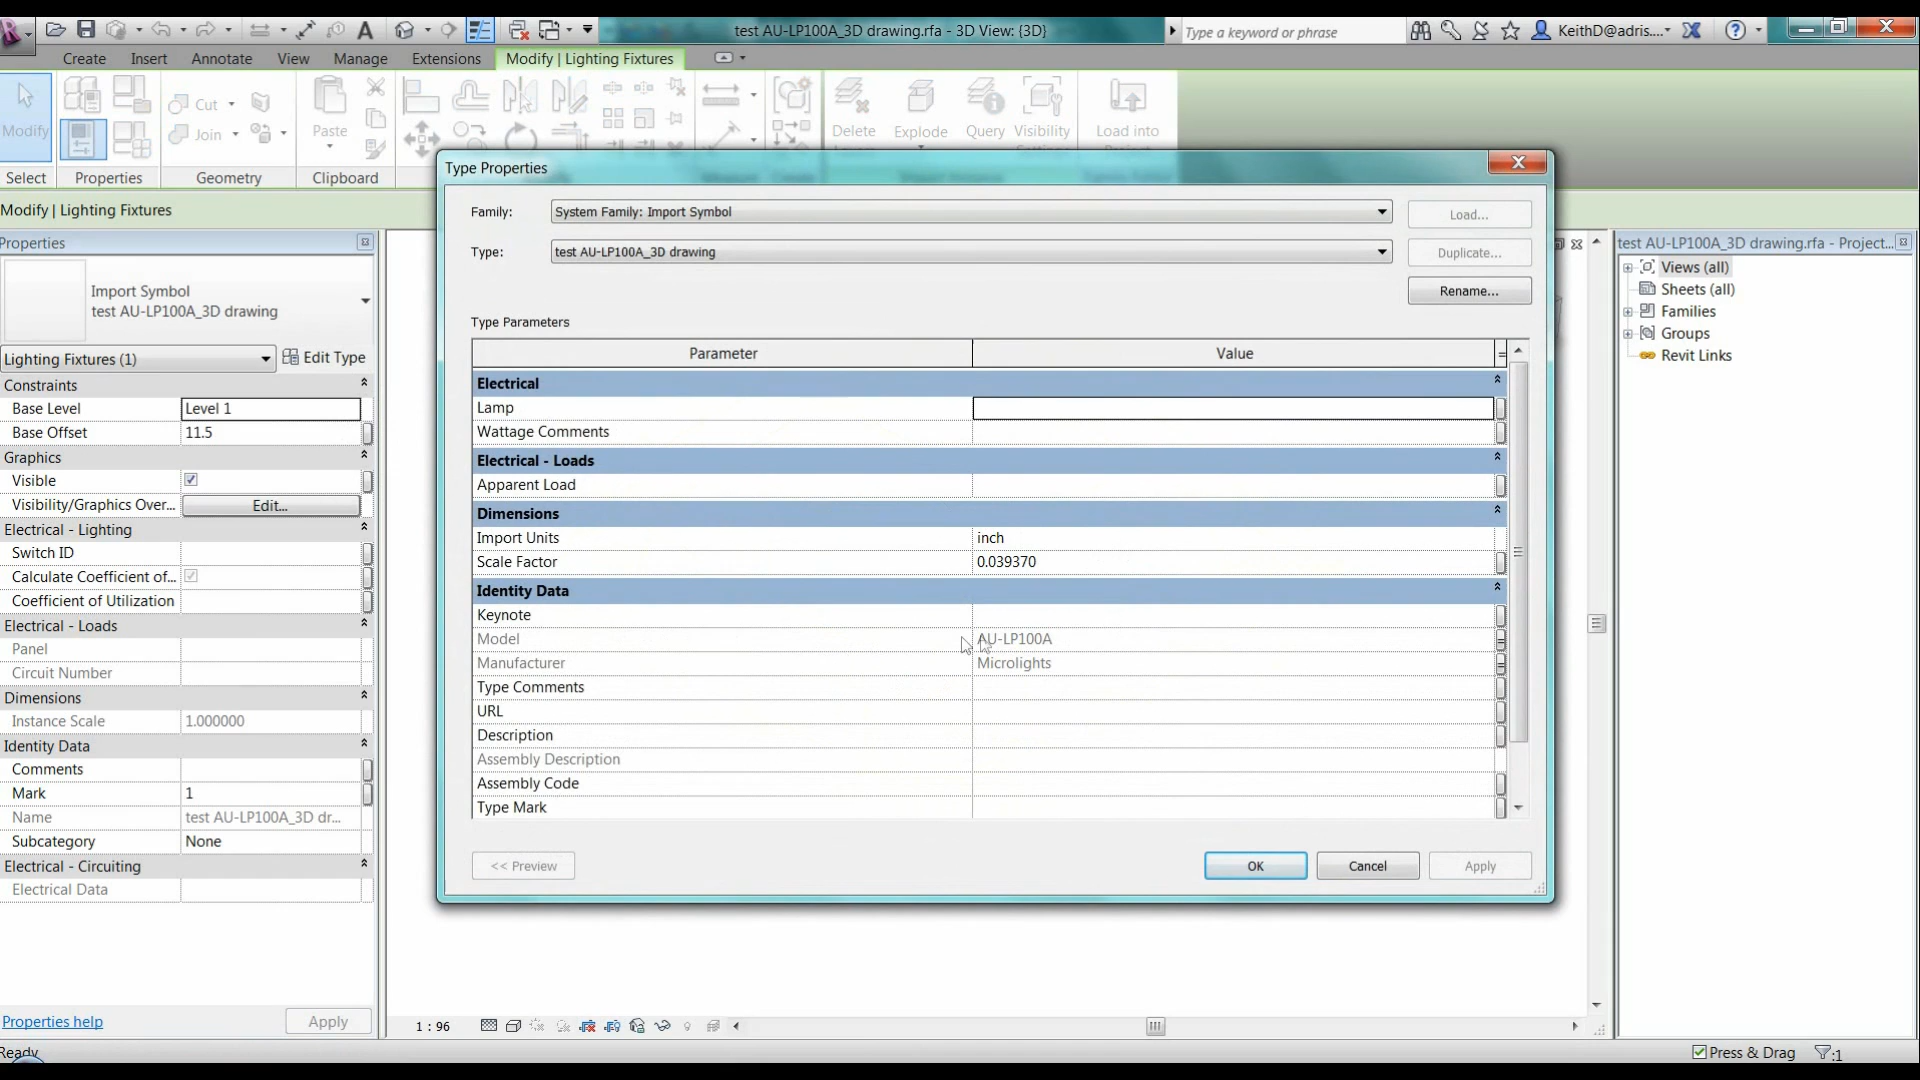 test AU-LP100A_3D drawing.rfa - 3D View: {3D}
Type a keyword or phrase
KeithD@adris....
Create Insert Annotate View Manage Extensions Modify | Lighting Fixtures
Modify
Cut
Join
Paste
Delete
Explode
Query
Visibility
Load into
Select
Properties
Geometry
Clipboard
Modify | Lighting Fixtures
Properties
Import Symbol
test AU-LP100A_3D drawing
Lighting Fixtures (1)
Edit Type
Constraints
Base Level Level 1
Base Offset 11.5
Graphics
Visible
Visibility/Graphics Over... Edit...
Electrical - Lighting
Switch ID
Calculate Coefficient of...
Coefficient of Utilization
Electrical - Loads
Panel
Circuit Number
Dimensions
Instance Scale 1.000000
Identity Data
Comments
Mark 1
Name test AU-LP100A_3D dr...
Subcategory None
Electrical - Circuiting
Electrical Data
Properties help
Apply
Ready
Type Properties
Family: System Family: Import Symbol
Load...
Type: test AU-LP100A_3D drawing
Duplicate...
Rename...
Type Parameters
Parameter Value =
Electrical
Lamp
Wattage Comments
Electrical - Loads
Apparent Load
Dimensions
Import Units inch
Scale Factor 0.039370
Identity Data
Keynote
Model AU-LP100A =
Manufacturer Microlights =
Type Comments
URL
Description
Assembly Description
Assembly Code
Type Mark
<< Preview
OK
Cancel
Apply
1 : 96
test AU-LP100A_3D drawing.rfa - Project...
Views (all)
Sheets (all)
Families
Groups
Revit Links
Press & Drag
:1